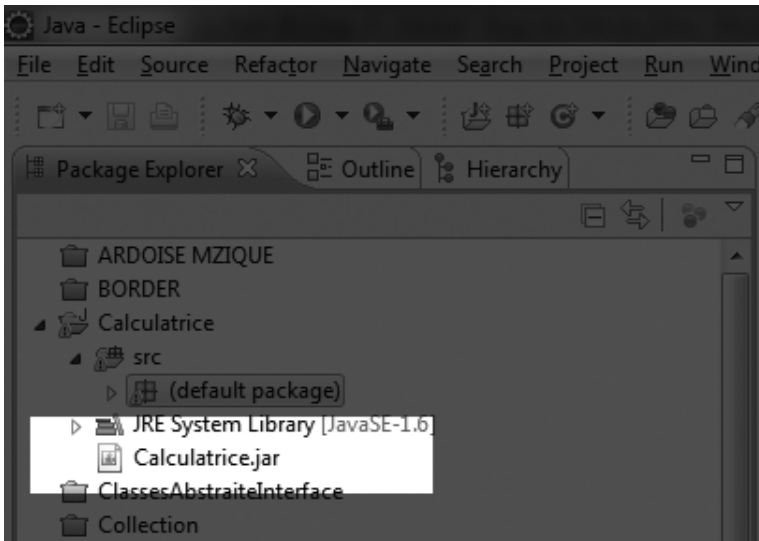 Java - Eclipse
File Edit Source Refactor Navigate Search Project Run Wind
Package Explorer Outline Hierarchy
ARDOISE MZIQUE
BORDER
Calculatrice
src
(default package)
JRE System Library [JavaSE-1.6]
Calculatrice.jar
ClassesAbstraiteInterface
Collection